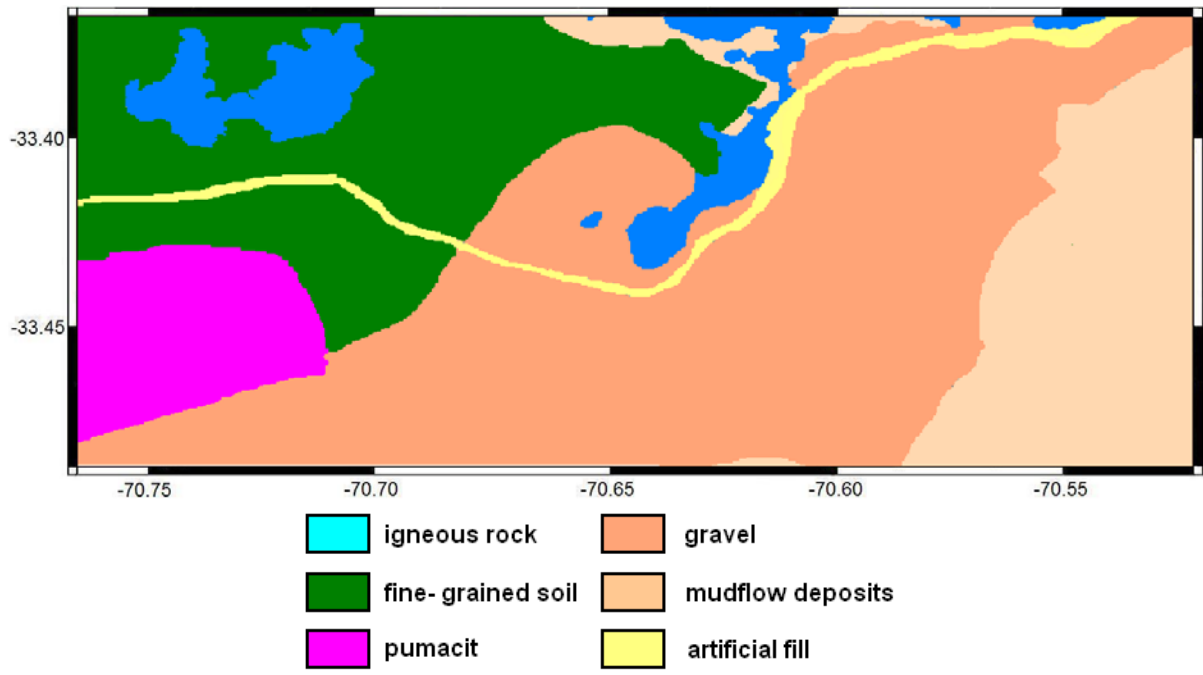 -33.40
-33.45
-70.75 -70.70 -70.65 -70.60 -70.55
igneous rock gravel
fine- grained soil mudflow deposits
pumacit artificial fill